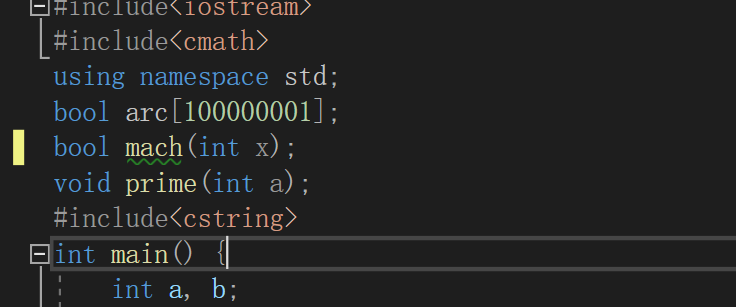 #include<iostream>
#include<cmath>
using namespace std;
bool arc[100000001];
bool mach(int x);
void prime(int a);
#include<cstring>
int main() {
int a, b;